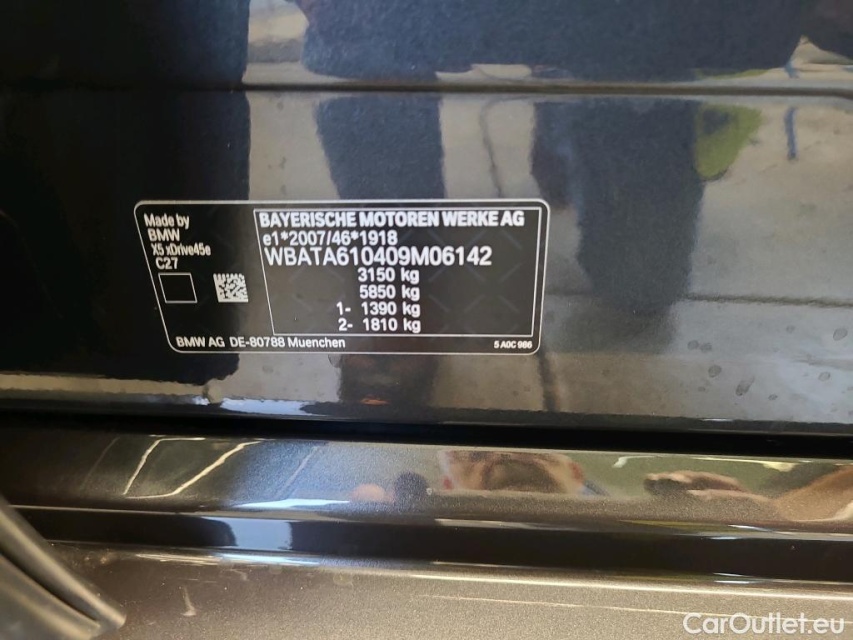 Made by
BMW
X5 xDrive45e
C27
BAYERISCHE MOTOREN WERKE AG
e1*2007/46*1918
WBATA610409M06142
3150 kg
5850 kg
1- 1390 kg
2- 1810 kg
BMW AG DE-80788 Muenchen
5 A0C 986
CarOutlet.eu